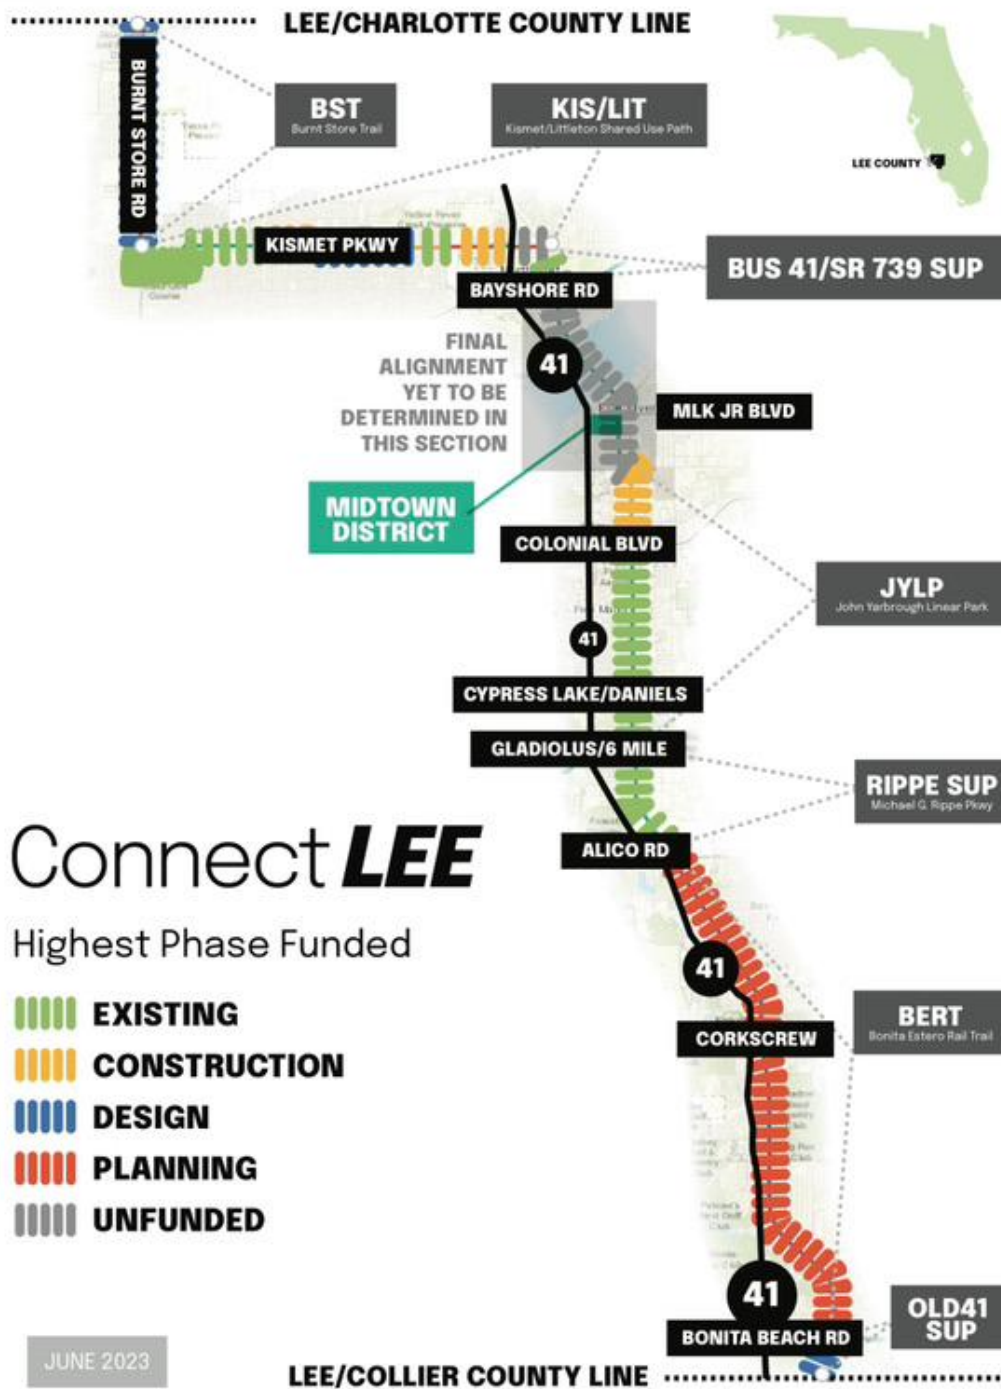 LEE/CHARLOTTE COUNTY LINE
BURNT STORE RD
BST
Burnt Store Trail
KIS/LIT
Kismet/Littleton Shared Use Path
LEE COUNTY
KISMET PKWY
BUS 41/SR 739 SUP
BAYSHORE RD
FINAL
ALIGNMENT
YET TO BE
DETERMINED IN
THIS SECTION
41
MLK JR BLVD
MIDTOWN
DISTRICT
COLONIAL BLVD
JYLP
John Yarbrough Linear Park
41
CYPRESS LAKE/DANIELS
GLADIOLUS/6 MILE
RIPPE SUP
Michael G. Rippe Pkwy
ALICO RD
Connect LEE
Highest Phase Funded
EXISTING
CONSTRUCTION
DESIGN
PLANNING
UNFUNDED
41
BERT
Bonita Estero Rail Trail
CORKSCREW
41
OLD41
SUP
BONITA BEACH RD
JUNE 2023
LEE/COLLIER COUNTY LINE